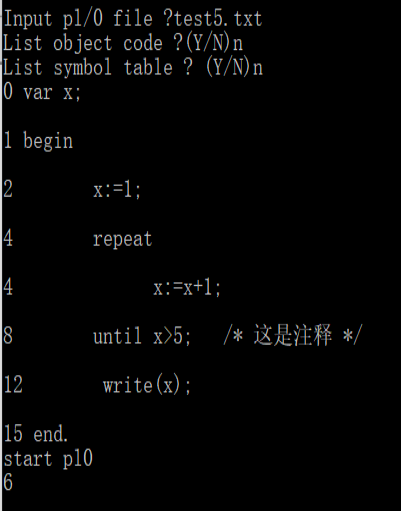 Input pl/0 file ?test5.txt
List object code ?(Y/N)n
List symbol table ? (Y/N)n
0 var x;
1 begin
2        x:=1;
4        repeat
4              x:=x+1;
8        until x>5;   /* 这是注释 */
12        write(x);
15 end.
start pl0
6